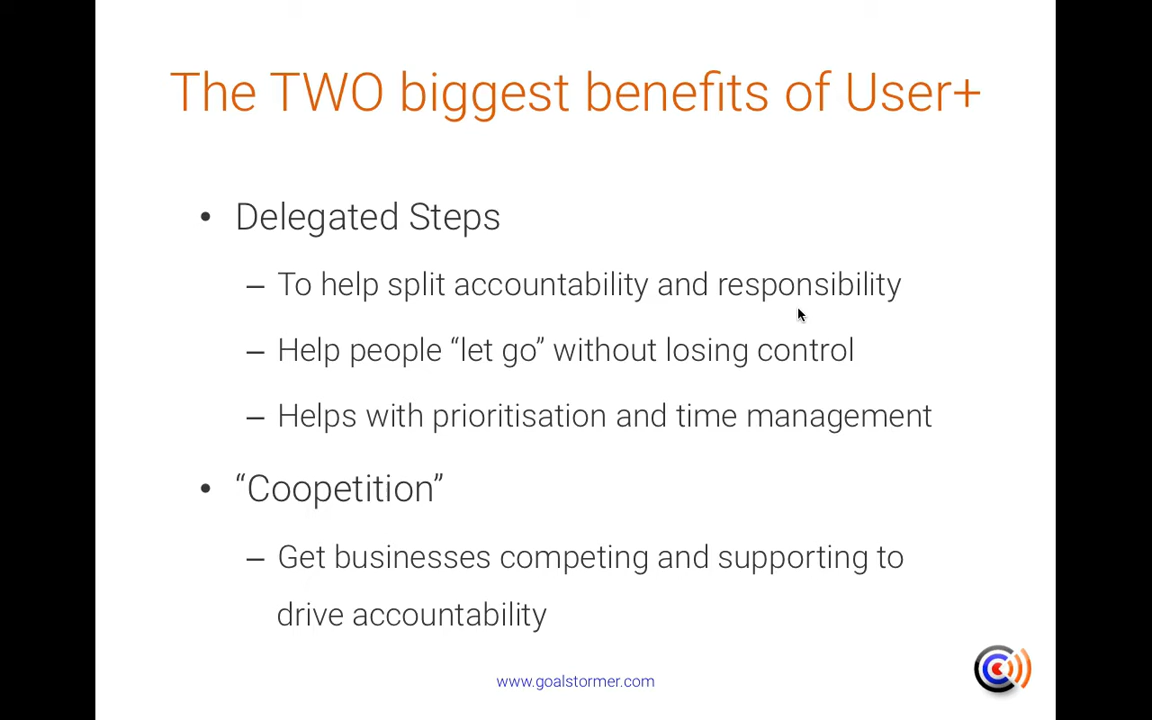 The TWO biggest benefits of User+
• Delegated Steps
– To help split accountability and responsibility
– Help people “let go” without losing control
– Helps with prioritisation and time management
• “Coopetition”
– Get businesses competing and supporting to
drive accountability
www.goalstormer.com